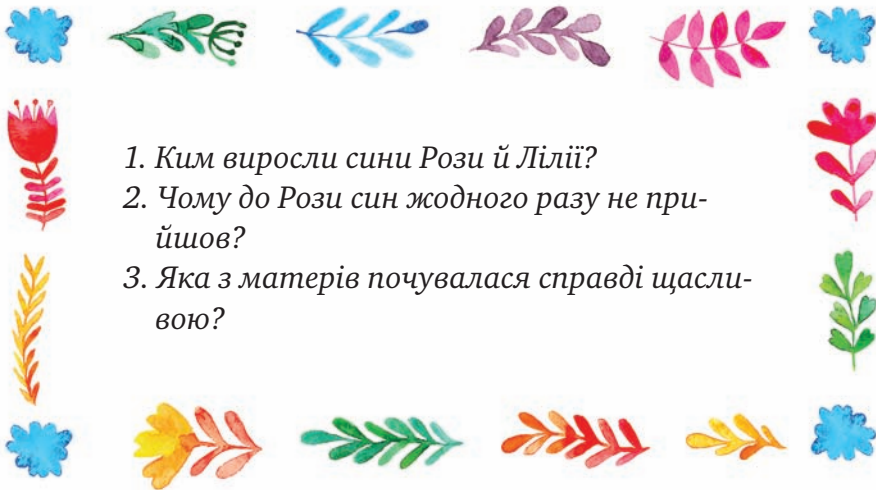 1. Ким виросли сини Рози й Лілії?
2. Чому до Рози син жодного разу не при-
йшов?
3. Яка з матерів почувалася справді щасли-
вою?